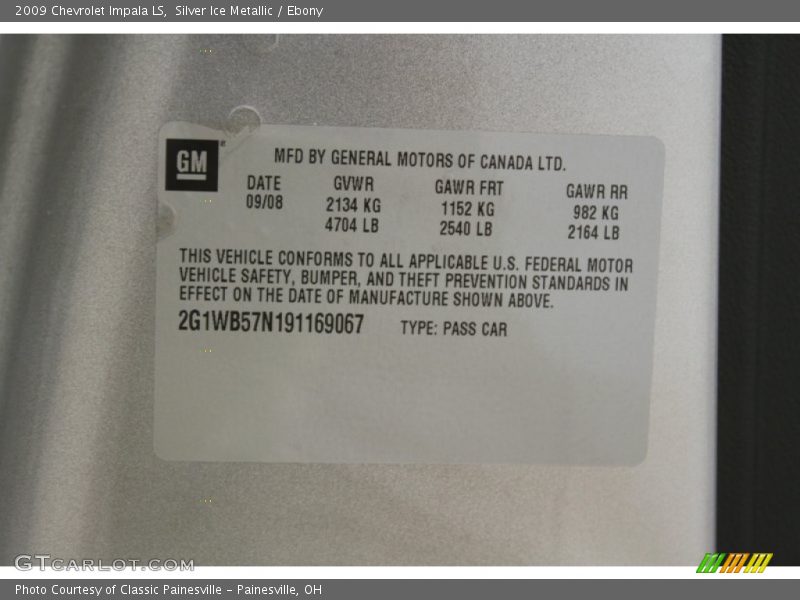 2009 Chevrolet Impala LS, Silver Ice Metallic / Ebony
GM
MFD BY GENERAL MOTORS OF CANADA LTD.
DATE GVWR GAWR FRT GAWR RR
09/08 2134 KG 1152 KG 982 KG
4704 LB 2540 LB 2164 LB
THIS VEHICLE CONFORMS TO ALL APPLICABLE U.S. FEDERAL MOTOR
VEHICLE SAFETY, BUMPER, AND THEFT PREVENTION STANDARDS IN
EFFECT ON THE DATE OF MANUFACTURE SHOWN ABOVE.
2G1WB57N191169067 TYPE: PASS CAR
GTCARLOT.COM
Photo Courtesy of Classic Painesville - Painesville, OH